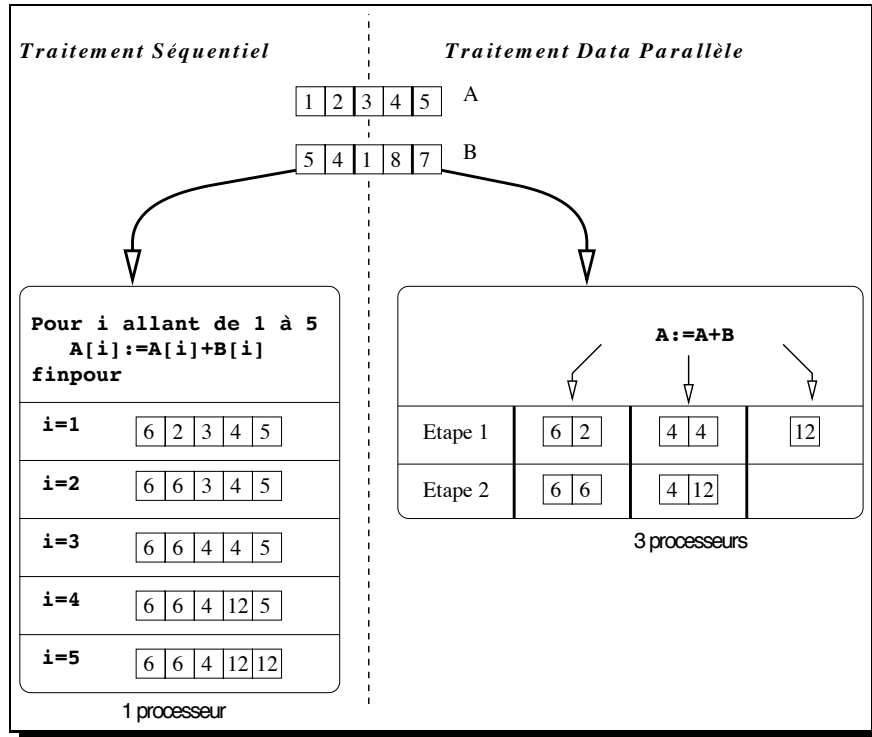 Traitement Séquentiel
Traitement Data Parallèle
1 2 3 4 5 A
5 4 1 8 7 B
Pour i allant de 1 à 5
A[i]:=A[i]+B[i]
finpour
i=1 6 2 3 4 5
i=2 6 6 3 4 5
i=3 6 6 4 4 5
i=4 6 6 4 12 5
i=5 6 6 4 12 12
1 processeur
A:=A+B
Etape 1 6 2 4 4 12
Etape 2 6 6 4 12
3 processeurs